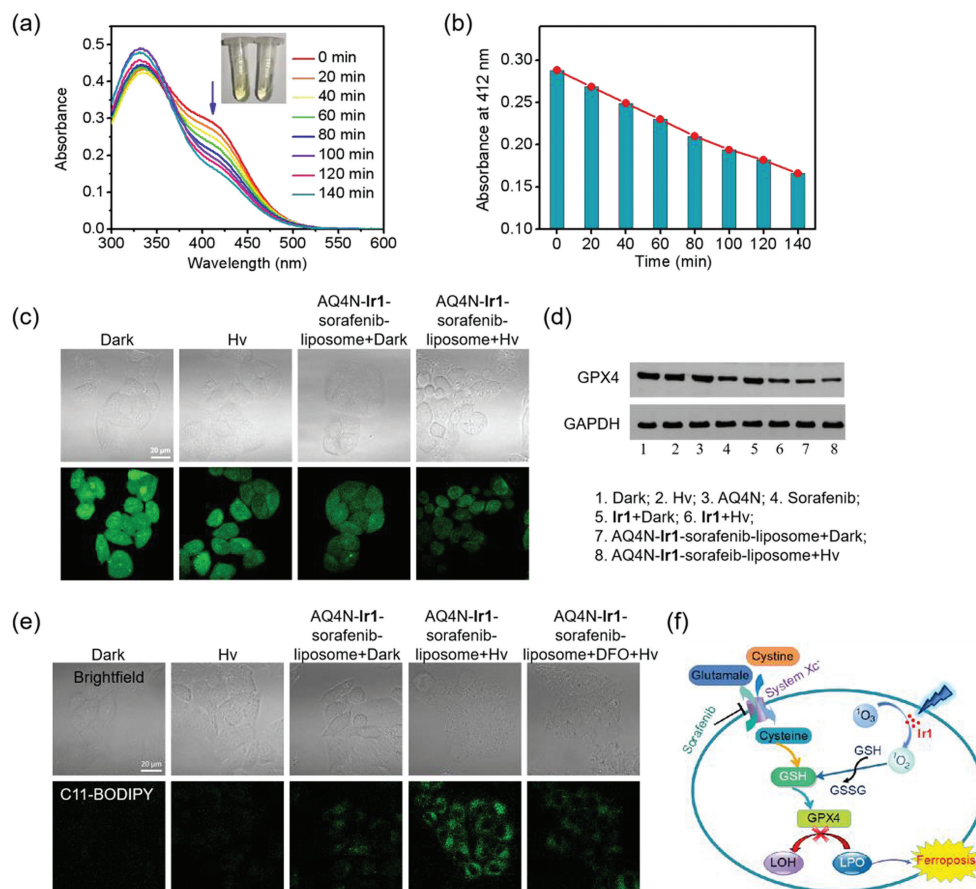 (a)
0.5
0.4
0.3
0.2
0.1
0.0
Absorbance
300 350 400 450 500 550 600
Wavelength (nm)
0 min
20 min
40 min
60 min
80 min
100 min
120 min
140 min
(b)
0.30
0.25
0.20
0.15
0.10
Absorbance at 412 nm
0 20 40 60 80 100 120 140
Time (min)
(c)
Dark
Hv
AQ4N-Ir1-
sorafenib-
liposome+Dark
AQ4N-Ir1-
sorafenib-
liposome+Hv
20 μm
(d)
GPX4
GAPDH
1 2 3 4 5 6 7 8
1. Dark; 2. Hv; 3. AQ4N; 4. Sorafenib;
5. Ir1+Dark; 6. Ir1+Hv;
7. AQ4N-Ir1-sorafenib-liposome+Dark;
8. AQ4N-Ir1-sorafeib-liposome+Hv
(e)
Dark
Hv
AQ4N-Ir1-
sorafenib-
liposome+Dark
AQ4N-Ir1-
sorafenib-
liposome+Hv
AQ4N-Ir1-
sorafenib-
liposome+DFO+Hv
Brightfield
20 μm
C11-BODIPY
(f)
Cystine
Glutamale
System Xc-
Sorafenib
Cysteine
¹O₃
Ir1
¹O₂
GSH
GSH
GSSG
GPX4
LOH
LPO
Ferroposis